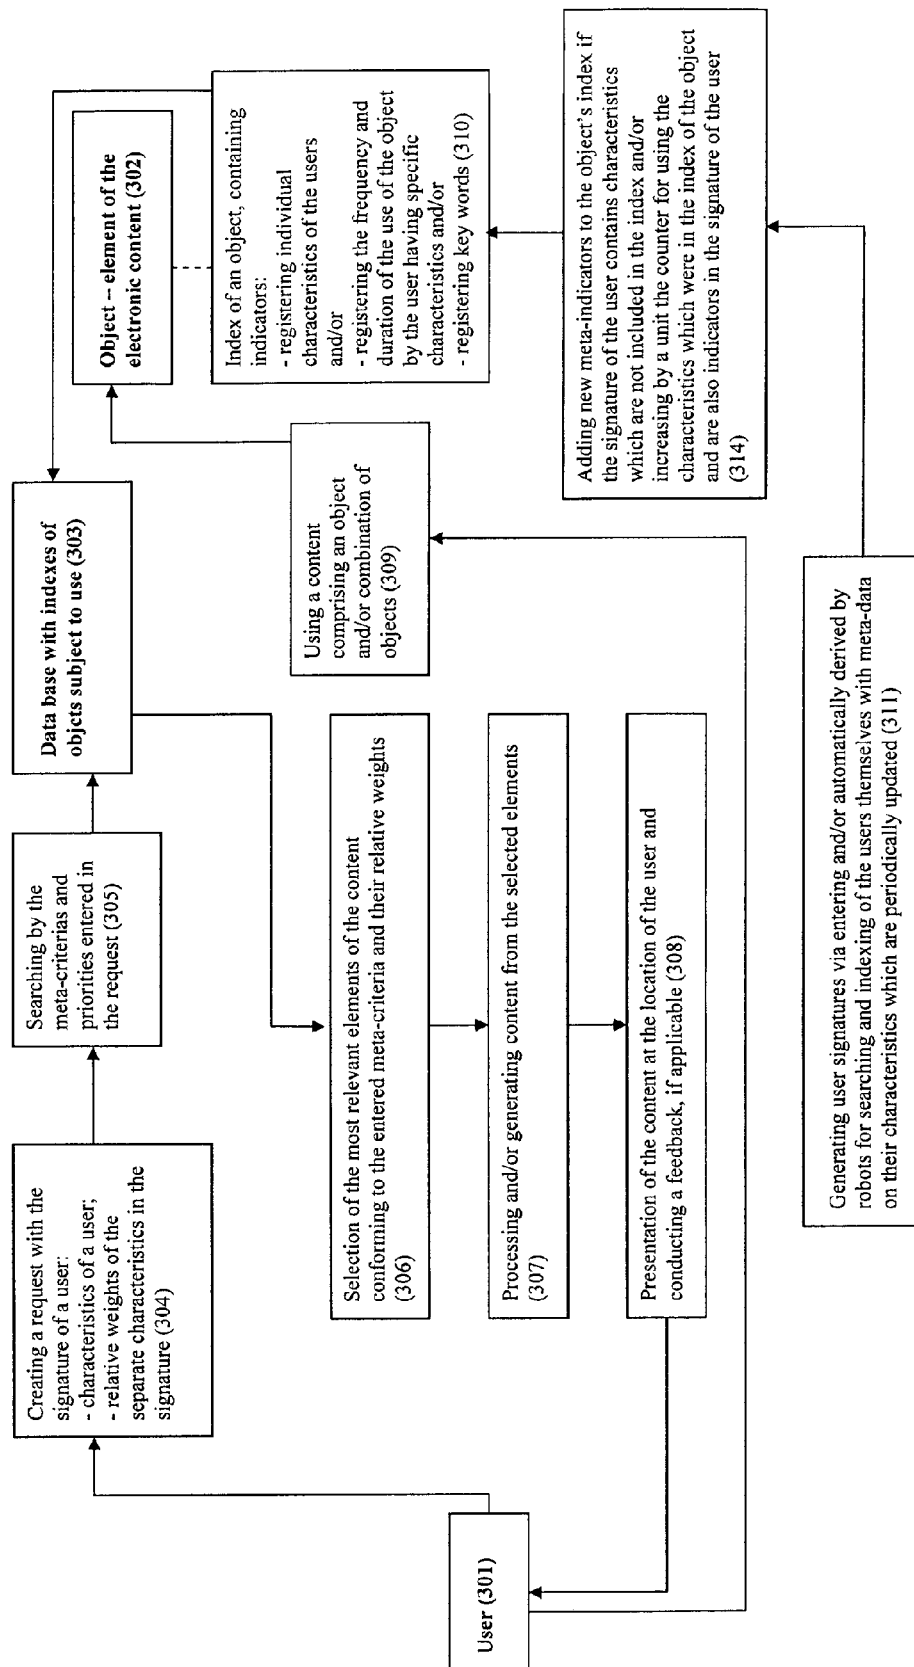 User (301)
Creating a request with the
signature of a user:
- characteristics of a user;
- relative weights of the
separate characteristics in the
signature (304)
Searching by the
meta-criterias and
priorities entered in
the request (305)
Data base with indexes of
objcts subject to use (303)
Object – element of the
electronic content (302)
Selection of the most relevant elements of the content
conforming to the entered meta-criteria and their relative weights
(306)
Processing and/or generating content from the selected elements
(307)
Presentation of the content at the location of the user and
conducting a feedback, if applicable (308)
Using a content
comprising an object
and/or combination of
objects (309)
Index of an object, containing
indicators:
- registering individual
characteristics of the users
and/or
- registering the frequency and
duration of the use of the object
by the user having specific
characteristics and/or
- registering key words (310)
Adding new meta-indicators to the object's index if
the signature of the user contains characteristics
which are not included in the index and/or
increasing by a unit the counter for using the
characteristics which were in the index of the object
and are also indicators in the signature of the user
(314)
Generating user signatures via entering and/or automatically derived by
robots for searching and indexing of the users themselves with meta-data
on their characteristics which are periodically updated (311)